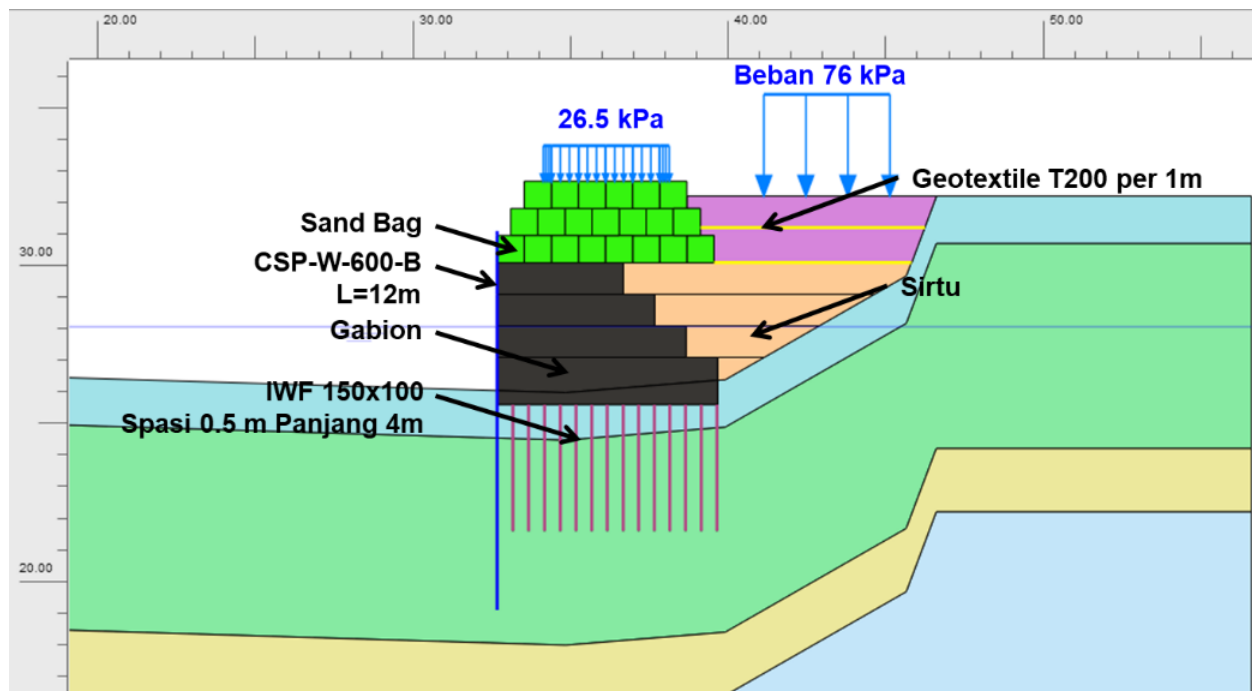 20.00
30.00
40.00
50.00
Beban 76 kPa
26.5 kPa
Geotextile T200 per 1m
Sand Bag
30.00
CSP-W-600-B
L=12m
Sirtu
Gabion
IWF 150x100
Spasi 0.5 m Panjang 4m
20.00